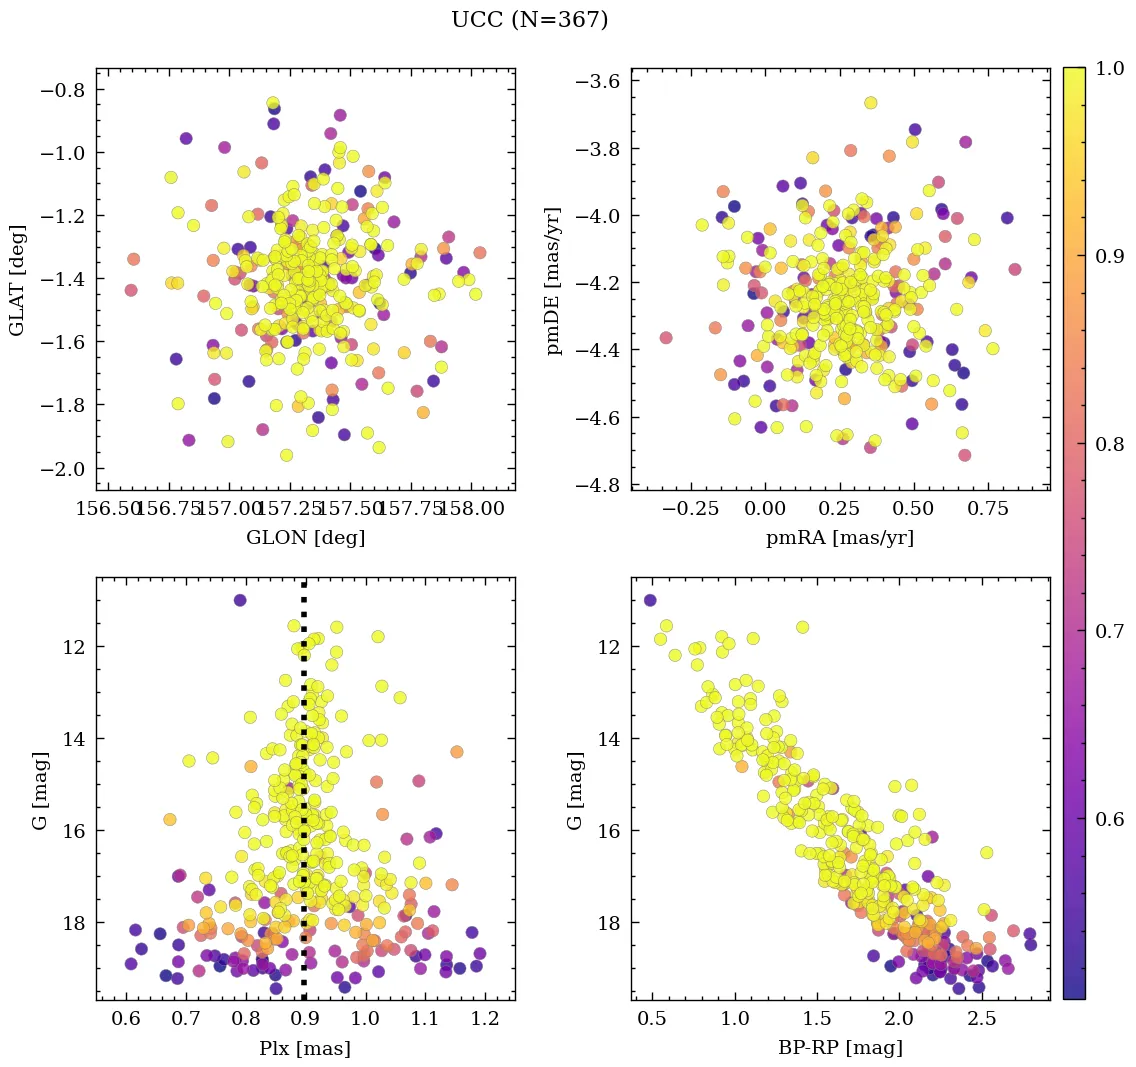 UCC (N=367)
−0.8
−1.0
−1.2
−1.4
−1.6
−1.8
−2.0
GLAT [deg]
156.50 156.75 157.00 157.25 157.50 157.75 158.00
GLON [deg]
−3.6
−3.8
−4.0
−4.2
−4.4
−4.6
−4.8
pmDE [mas/yr]
−0.25 0.00 0.25 0.50 0.75
pmRA [mas/yr]
1.0
0.9
0.8
0.7
0.6
12
14
16
18
G [mag]
0.6 0.7 0.8 0.9 1.0 1.1 1.2
Plx [mas]
12
14
16
18
G [mag]
0.5 1.0 1.5 2.0 2.5
BP-RP [mag]